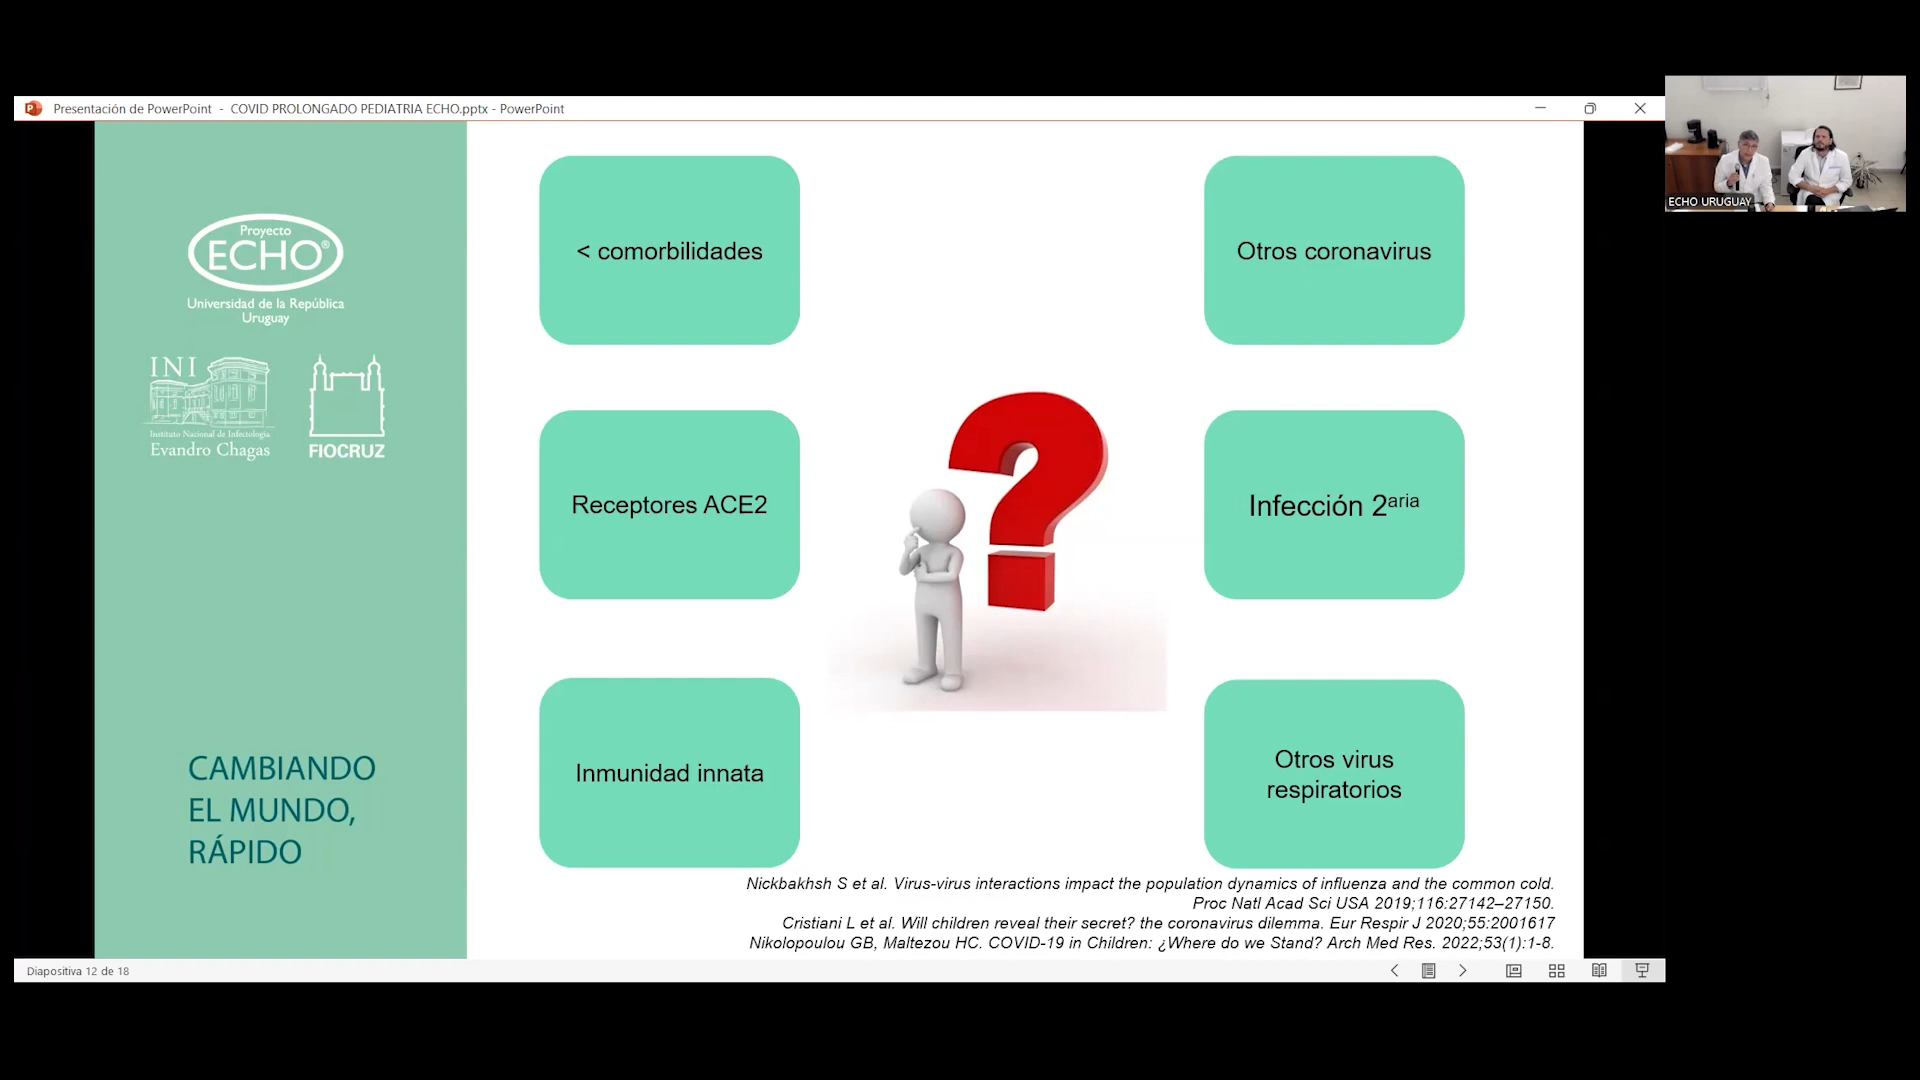 Presentación de PowerPoint - COVID PROLONGADO PEDIATRIA ECHO.pptx - PowerPoint
ECHO URUGUAY
Proyecto
ECHO®
Universidad de la República
Uruguay
INI
Instituto Nacional de Infectología
Evandro Chagas
FIOCRUZ
CAMBIANDO
EL MUNDO,
RÁPIDO
< comorbilidades
Otros coronavirus
Receptores ACE2
Infección 2aria
Inmunidad innata
Otros virus
respiratorios
Nickbakhsh S et al. Virus-virus interactions impact the population dynamics of influenza and the common cold.
Proc Natl Acad Sci USA 2019;116:27142–27150.
Cristiani L et al. Will children reveal their secret? the coronavirus dilemma. Eur Respir J 2020;55:2001617
Nikolopoulou GB, Maltezou HC. COVID-19 in Children: ¿Where do we Stand? Arch Med Res. 2022;53(1):1-8.
Diapositiva 12 de 18